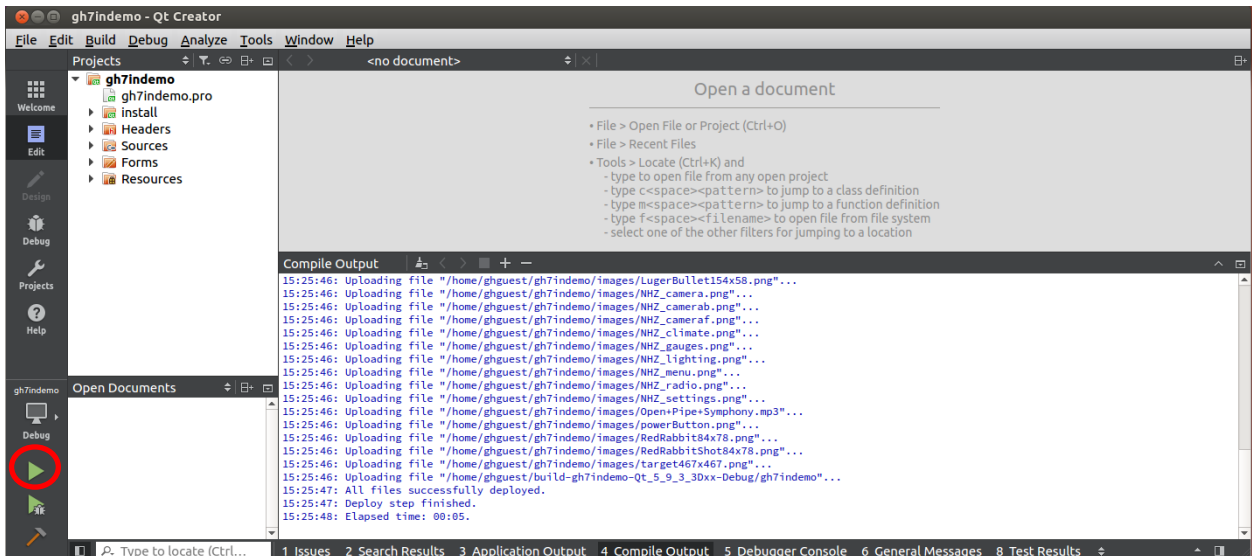 gh7indemo - Qt Creator
File Edit Build Debug Analyze Tools Window Help
Projects
<no document>
Welcome
Edit
Design
Debug
Projects
Help
gh7indemo
Debug
gh7indemo
gh7indemo.pro
install
Headers
Sources
Forms
Resources
Open Documents
Type to locate (Ctrl...
Open a document
• File > Open File or Project (Ctrl+O)
• File > Recent Files
• Tools > Locate (Ctrl+K) and
- type to open file from any open project
- type c<space><pattern> to jump to a class definition
- type m<space><pattern> to jump to a function definition
- type f<space><filename> to open file from file system
- select one of the other filters for jumping to a location
Compile Output
15:25:46: Uploading file "/home/ghguest/gh7indemo/images/LugerBullet154x58.png"...
15:25:46: Uploading file "/home/ghguest/gh7indemo/images/NHZ_camera.png"...
15:25:46: Uploading file "/home/ghguest/gh7indemo/images/NHZ_camerab.png"...
15:25:46: Uploading file "/home/ghguest/gh7indemo/images/NHZ_cameraf.png"...
15:25:46: Uploading file "/home/ghguest/gh7indemo/images/NHZ_climate.png"...
15:25:46: Uploading file "/home/ghguest/gh7indemo/images/NHZ_gauges.png"...
15:25:46: Uploading file "/home/ghguest/gh7indemo/images/NHZ_lighting.png"...
15:25:46: Uploading file "/home/ghguest/gh7indemo/images/NHZ_menu.png"...
15:25:46: Uploading file "/home/ghguest/gh7indemo/images/NHZ_radio.png"...
15:25:46: Uploading file "/home/ghguest/gh7indemo/images/NHZ_settings.png"...
15:25:46: Uploading file "/home/ghguest/gh7indemo/images/Open+Pipe+Symphony.mp3"...
15:25:46: Uploading file "/home/ghguest/gh7indemo/images/powerButton.png"...
15:25:46: Uploading file "/home/ghguest/gh7indemo/images/RedRabbit84x78.png"...
15:25:46: Uploading file "/home/ghguest/gh7indemo/images/RedRabbitShot84x78.png"...
15:25:46: Uploading file "/home/ghguest/gh7indemo/images/target467x467.png"...
15:25:46: Uploading file "/home/ghguest/build-gh7indemo-Qt_5_9_3_3Dxx-Debug/gh7indemo"...
15:25:47: All files successfully deployed.
15:25:47: Deploy step finished.
15:25:48: Elapsed time: 00:05.
1 Issues 2 Search Results 3 Application Output 4 Compile Output 5 Debugger Console 6 General Messages 8 Test Results